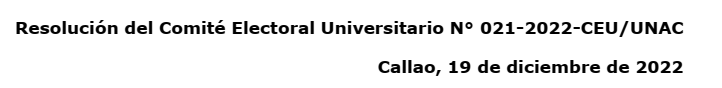 Resolución del Comité Electoral Universitario N° 021-2022-CEU/UNAC
Callao, 19 de diciembre de 2022